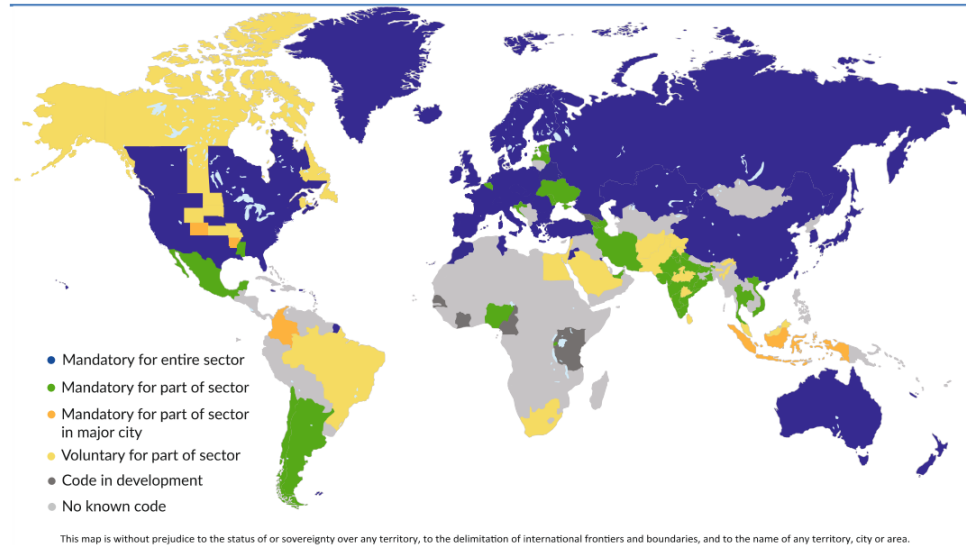 Mandatory for entire sector
Mandatory for part of sector
Mandatory for part of sector
in major city
Voluntary for part of sector
Code in development
No known code
This map is without prejudice to the status of or sovereignty over any territory, to the delimitation of international frontiers and boundaries, and to the name of any territory, city or area.